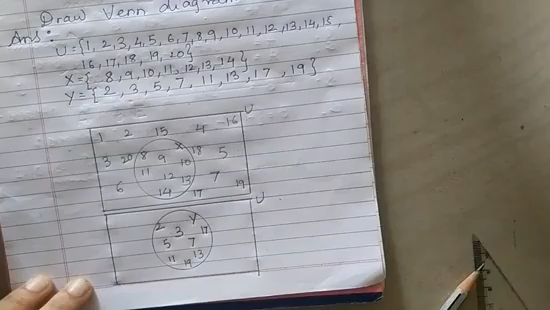 Draw Venn diagram
Ans:
U = {1, 2, 3, 4, 5, 6, 7, 8, 9, 10, 11, 12, 13, 14, 15,
16, 17, 18, 19, 20}
X = { 8, 9, 10, 11, 12, 13, 14}
Y = { 2, 3, 5, 7, 11, 13, 17, 19}
U
1 2 15 4 16
3 20 8 9 X 10 18 5
11 12 13 7
6 14 17 19
U
2 Y
5 3 7 17
11 19 13